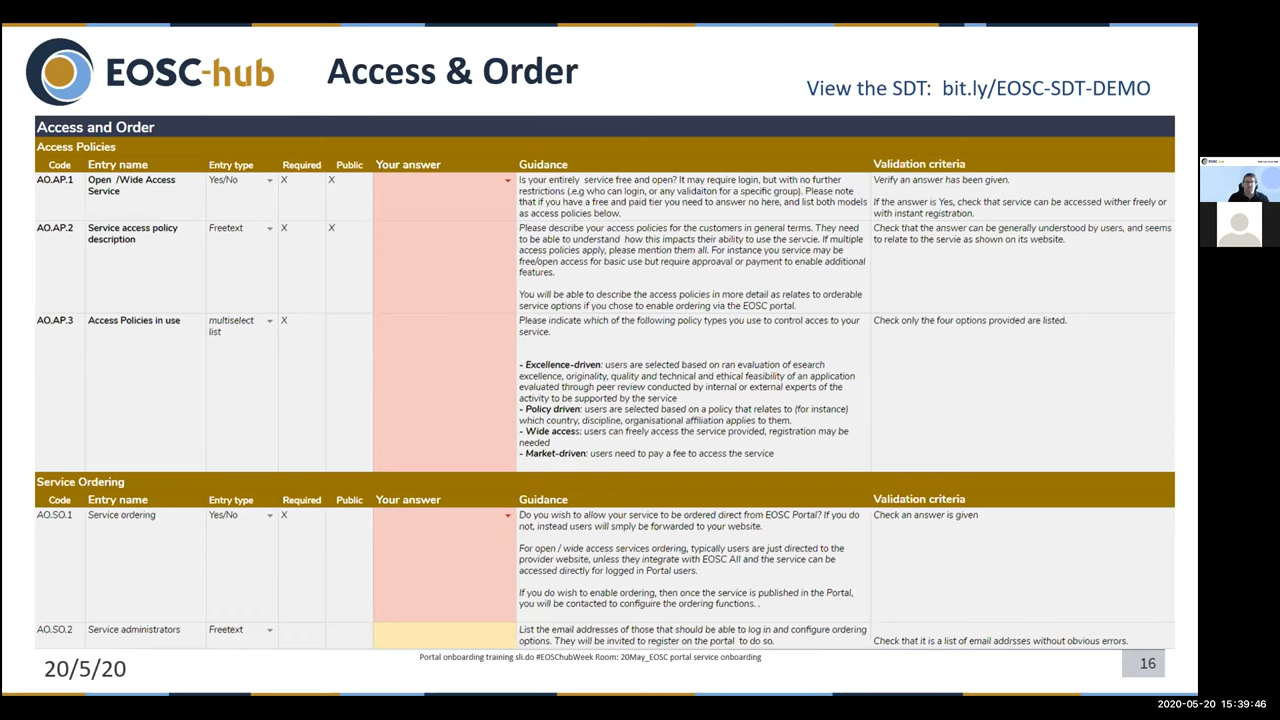 EOSC-hub
Access & Order
View the SDT: bit.ly/EOSC-SDT-DEMO
Access and Order
Access Policies
Code Entry name Entry type Required Public Your answer Guidance Validation criteria
AO.AP.1 Open /Wide Access Service Yes/No X X
Is your entirely service free and open? It may require login, but with no further
restrictions (.e.g who can login, or any validaiton for a specific group). Please note
that if you have a free and paid tier you need to answer no here, and list both models
as access policies below.
Verify an answer has been given.
If the answer is Yes, check that service can be accessed wither freely or
with instant registration.
AO.AP.2 Service access policy description Freetext X X
Please describe your access policies for the customers in general terms. They need
to be able to understand how this impacts their ability to use the servcie. If multiple
access policies apply, please mention them all. For instance you service may be
free/open access for basic use but require approaval or payment to enable additional
features.
You will be able to describe the access policies in more detail as relates to orderable
service options if you chose to enable ordering via the EOSC portal.
Check that the answer can be generally understood by users, and seems
to relate to the servie as shown on its website.
AO.AP.3 Access Policies in use multiselect list X
Please indicate which of the following policy types you use to control acces to your
service.
- Excellence-driven: users are selected based on ran evaluation of esearch
excellence, originality, quality and technical and ethical feasibility of an application
evaluated through peer review conducted by internal or external experts of the
activity to be supported by the service
- Policy driven: users are selected based on a policy that relates to (for instance)
which country, discipline, organisational affiliation applies to them.
- Wide access: users can freely access the service provided, registration may be
needed
- Market-driven: users need to pay a fee to access the service
Check only the four options provided are listed.
Service Ordering
Code Entry name Entry type Required Public Your answer Guidance Validation criteria
AO.SO.1 Service ordering Yes/No X
Do you wish to allow your service to be ordered direct from EOSC Portal? If you do
not, instead users will smply be forwarded to your website.
For open / wide access services ordering, typically users are just directed to the
provider website, unless they integrate with EOSC AII and the service can be
accessed directly for logged in Portal users.
If you do wish to enable ordering, then once the service is published in the Portal,
you will be contacted to configuire the ordering functions. .
Check an answer is given
AO.SO.2 Service administrators Freetext
List the email addresses of those that should be able to log in and configure ordering
options. They will be invited to register on the portal to do so.
Check that it is a list of email addrsses without obvious errors.
20/5/20
Portal onboarding training sli.do #EOSChubWeek Room: 20May_EOSC portal service onboarding
16
2020-05-20 15:39:46